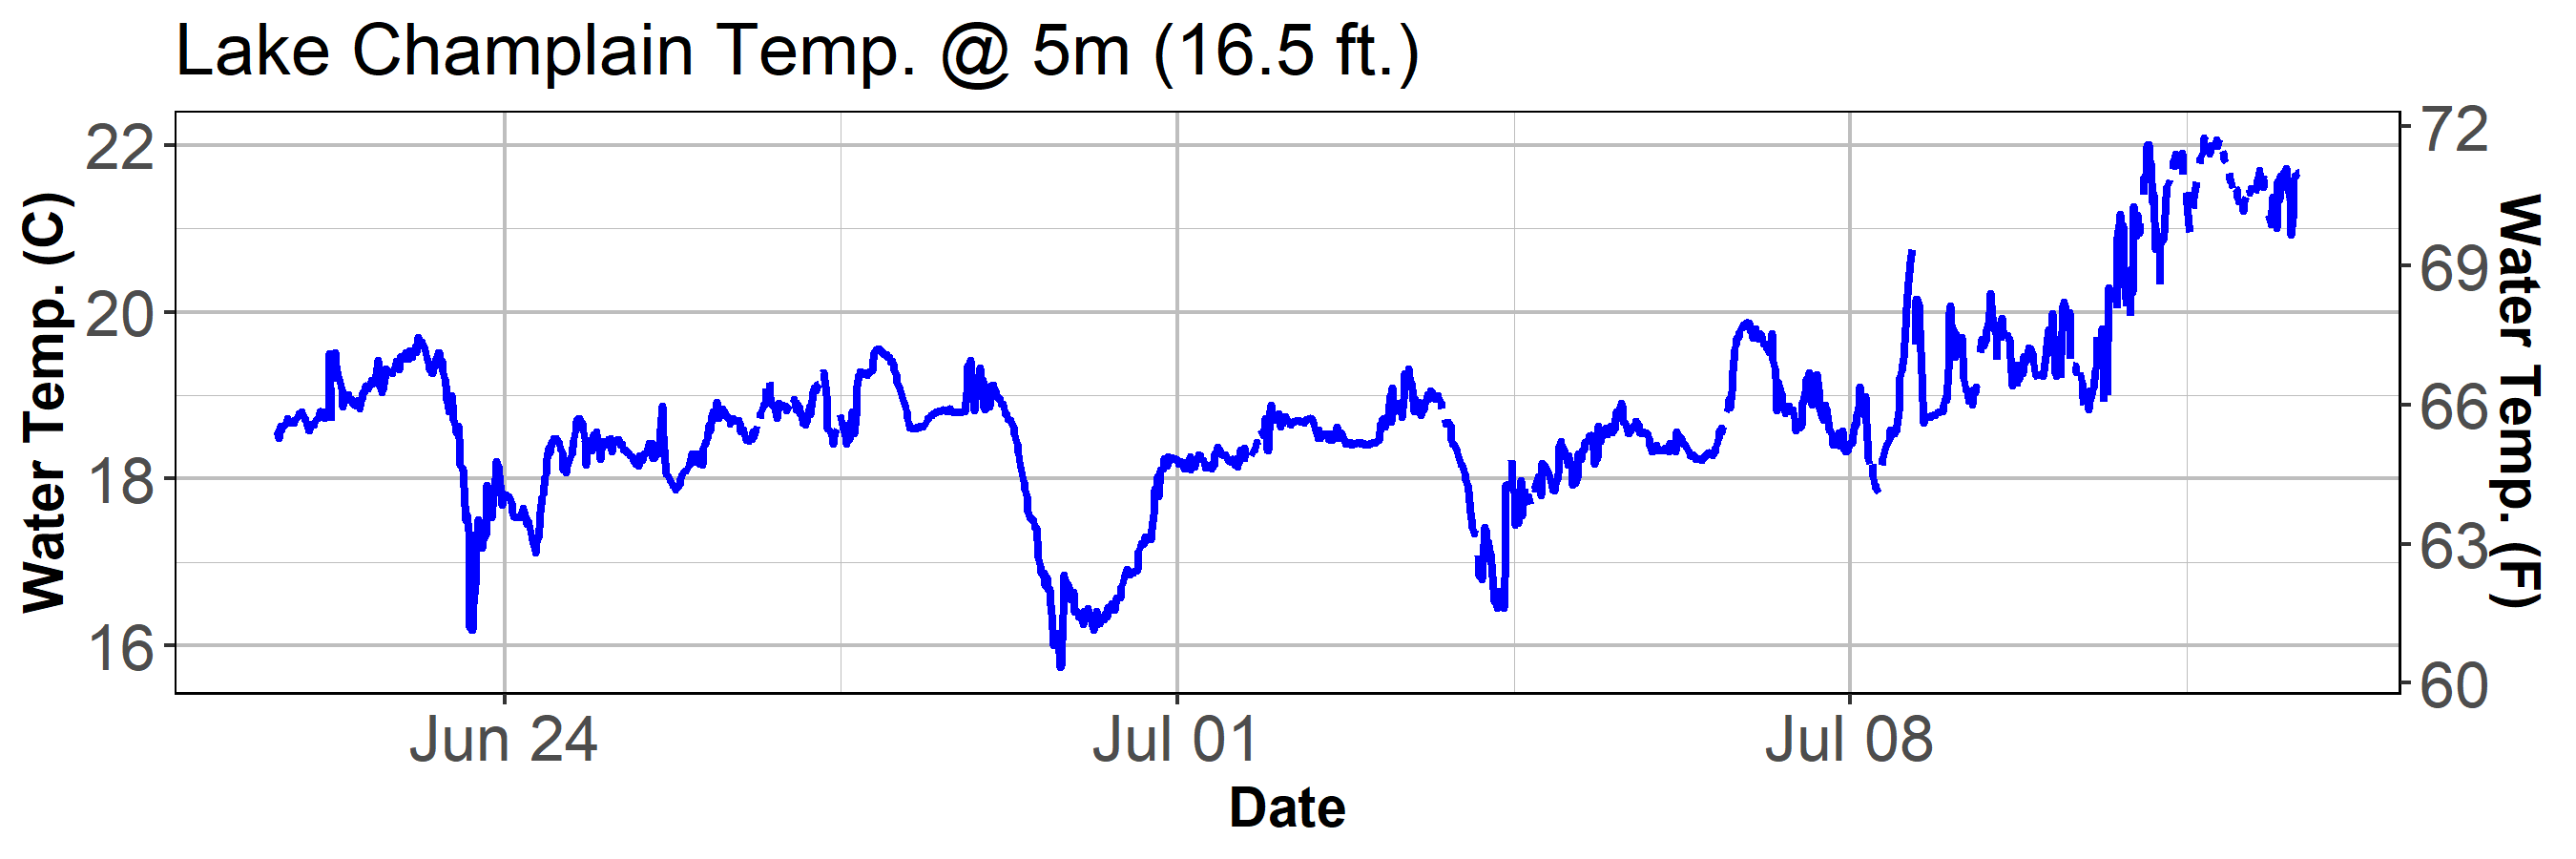 Lake Champlain Temp. @ 5m (16.5 ft.)
Water Temp. (C)
22
20
18
16
72
69
66
63
60
Water Temp. (F)
Jun 24
Jul 01
Jul 08
Date